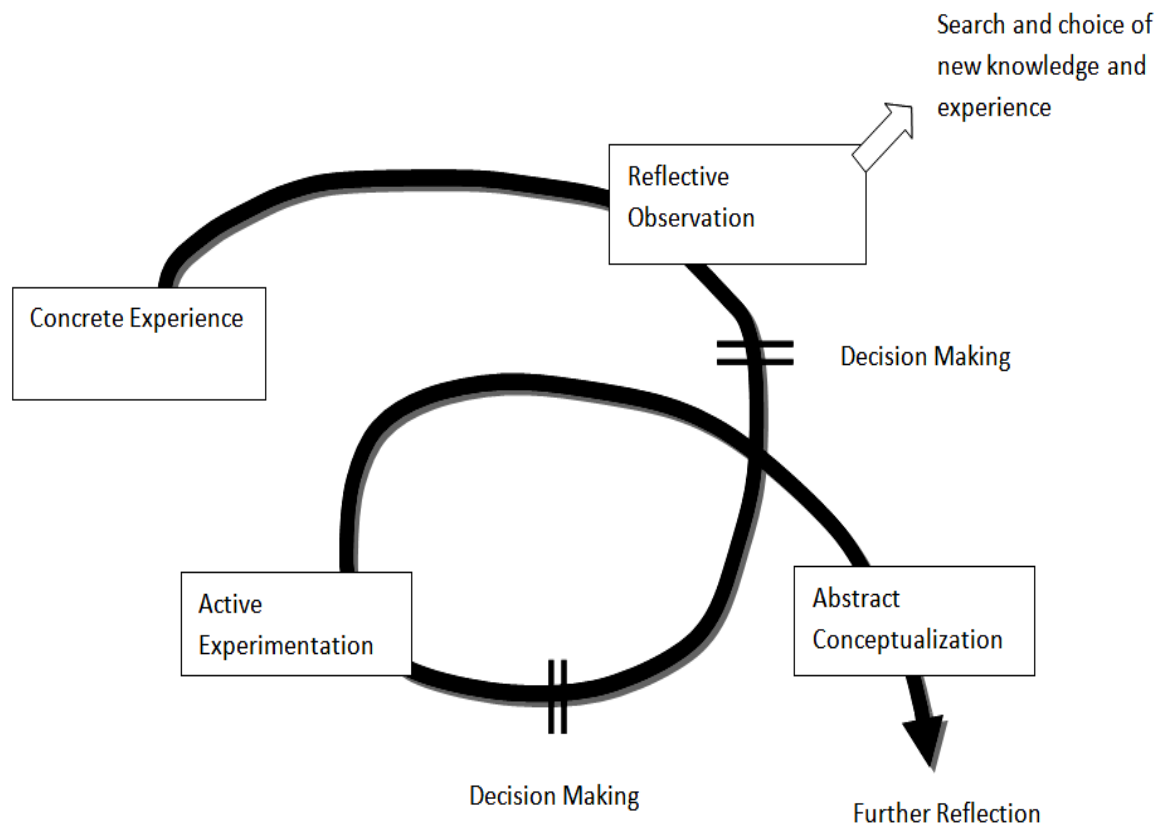 Search and choice of
new knowledge and
experience
Reflective
Observation
Concrete Experience
Decision Making
Active
Experimentation
Abstract
Conceptualization
Decision Making
Further Reflection